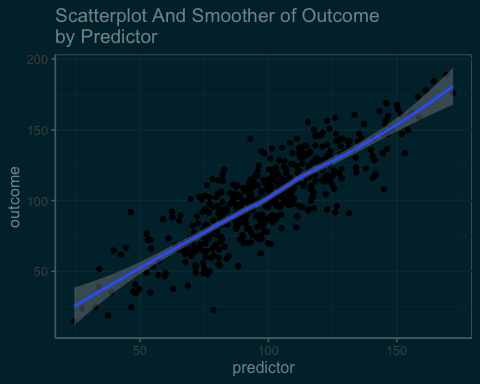 Scatterplot And Smoother of Outcome
by Predictor
200
150
100
50
outcome
50
100
150
predictor